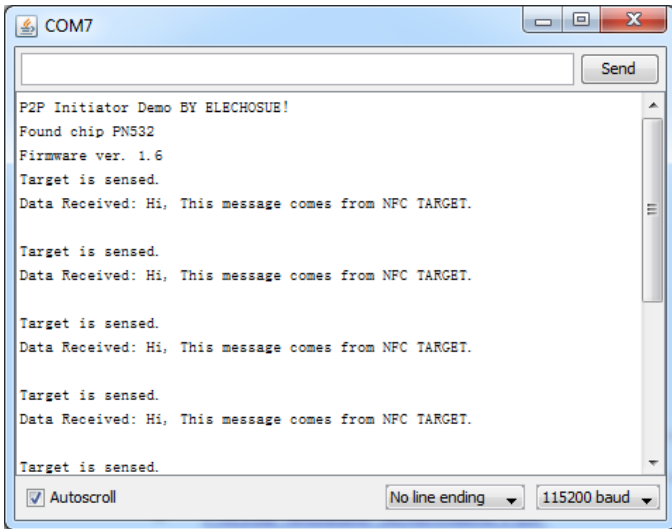 COM7
Send
P2P Initiator Demo BY ELECHOSUE!
Found chip PN532
Firmware ver. 1.6
Target is sensed.
Data Received: Hi, This message comes from NFC TARGET.
Target is sensed.
Data Received: Hi, This message comes from NFC TARGET.
Target is sensed.
Data Received: Hi, This message comes from NFC TARGET.
Target is sensed.
Data Received: Hi, This message comes from NFC TARGET.
Target is sensed.
Autoscroll
No line ending
115200 baud